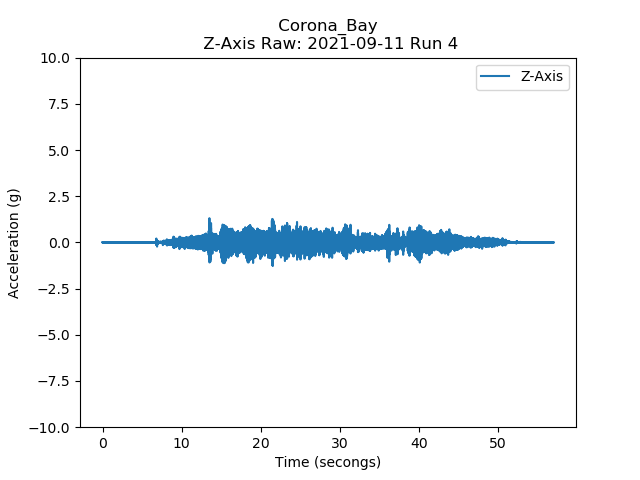 Corona_Bay
Z-Axis Raw: 2021-09-11 Run 4
Z-Axis
10.0
7.5
5.0
2.5
0.0
−2.5
−5.0
−7.5
−10.0
Acceleration (g)
0 10 20 30 40 50
Time (secongs)